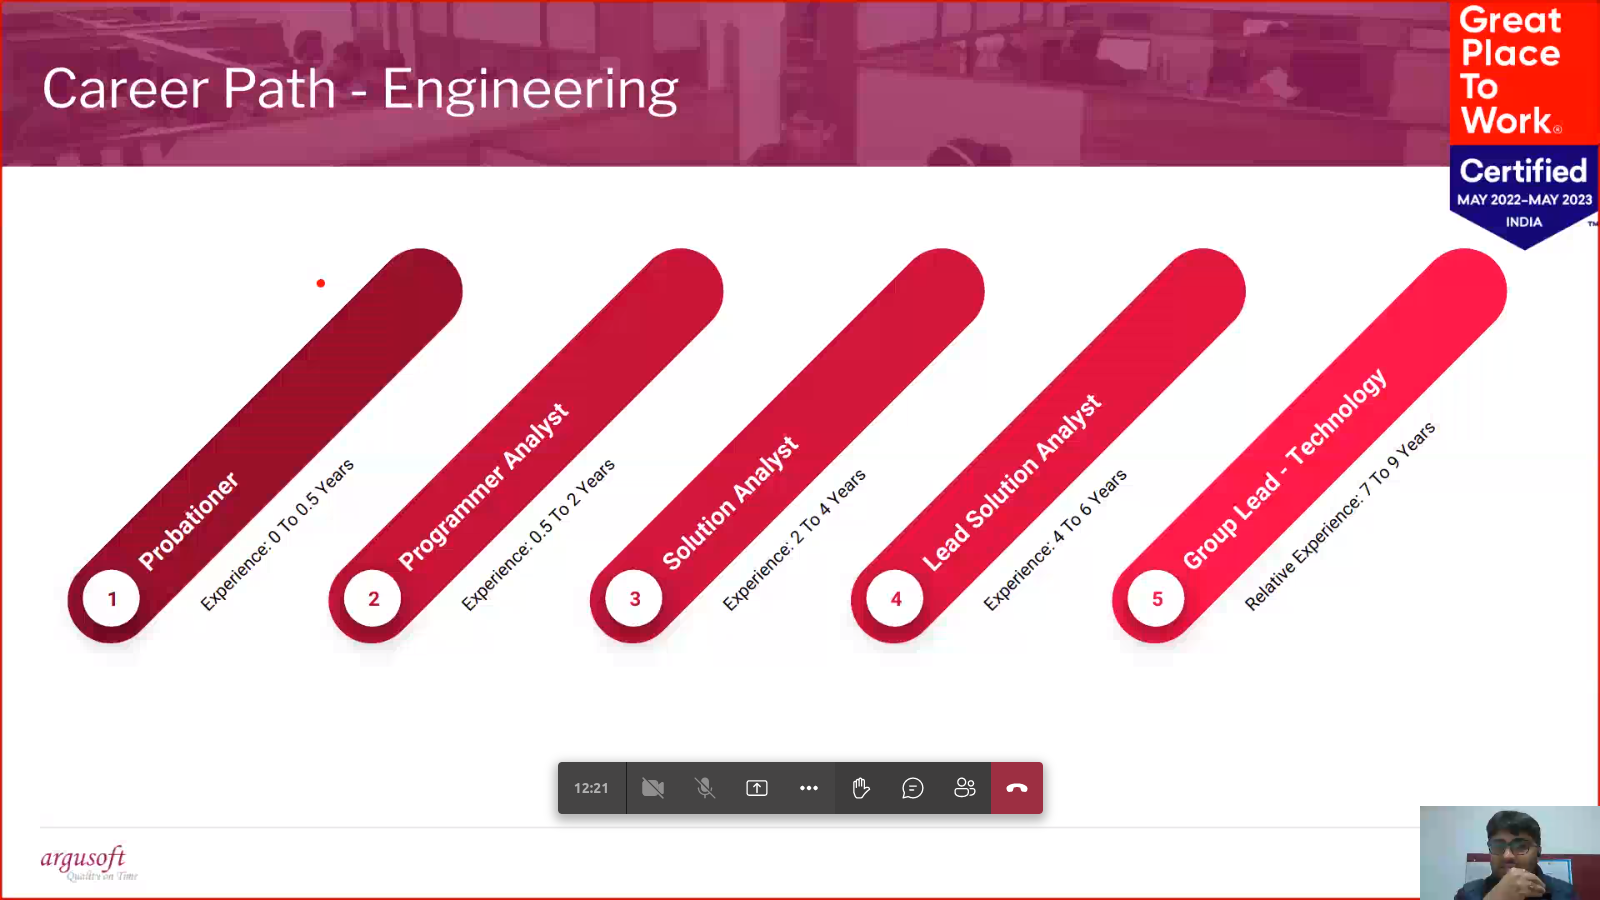 Career Path - Engineering
Great
Place
To
Work®
Certified
MAY 2022–MAY 2023
INDIA
TM
Probationer
Experience: 0 To 0.5 Years
1
Programmer Analyst
Experience: 0.5 To 2 Years
2
Solution Analyst
Experience: 2 To 4 Years
3
Lead Solution Analyst
Experience: 4 To 6 Years
4
Group Lead - Technology
Relative Experience: 7 To 9 Years
5
12:21
argusoft
Quality on Time